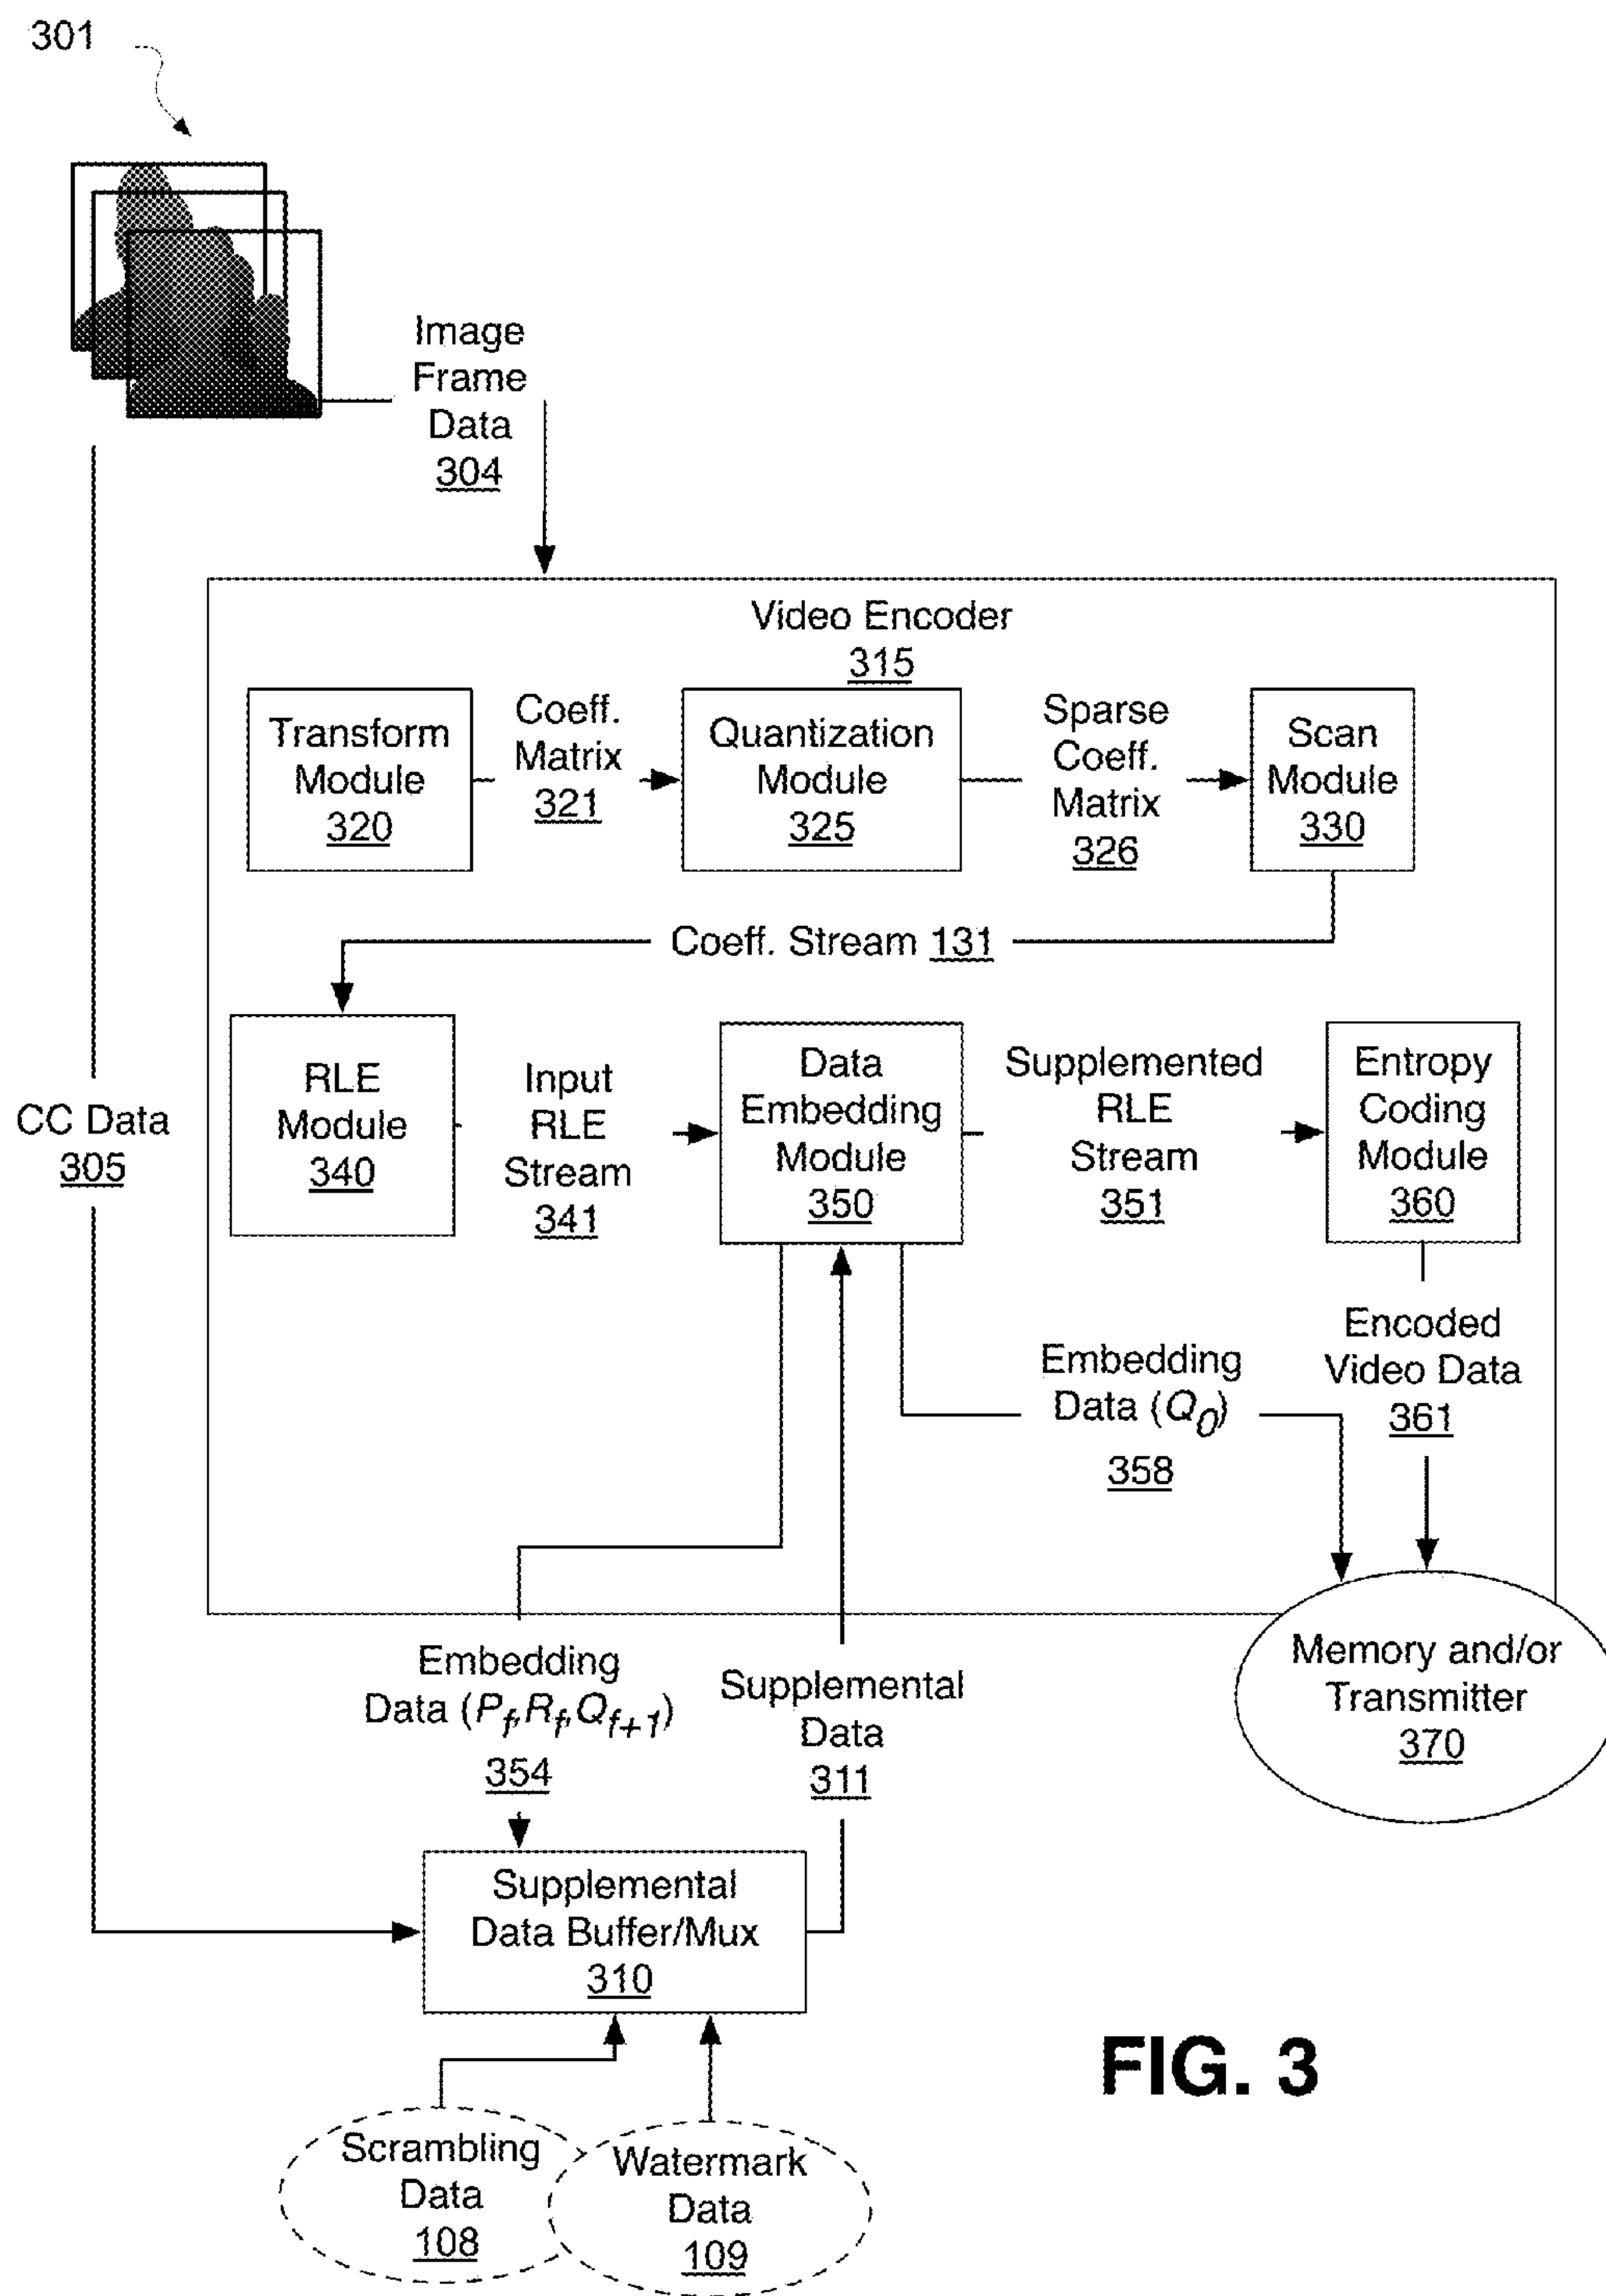 301
Image
Frame
Data
304
Video Encoder
315
Transform
Module
320
Coeff.
Matrix
321
Quantization
Module
325
Sparse
Coeff.
Matrix
326
Scan
Module
330
Coeff. Stream 131
RLE
Module
340
Input
RLE
Stream
341
Data
Embedding
Module
350
Supplemented
RLE
Stream
351
Entropy
Coding
Module
360
CC Data
305
Embedding
Data (Q0)
358
Encoded
Video Data
361
Embedding
Data (Pf,Rf,Qf+1)
354
Supplemental
Data
311
Memory and/or
Transmitter
370
Supplemental
Data Buffer/Mux
310
Scrambling
Data
108
Watermark
Data
109
FIG. 3